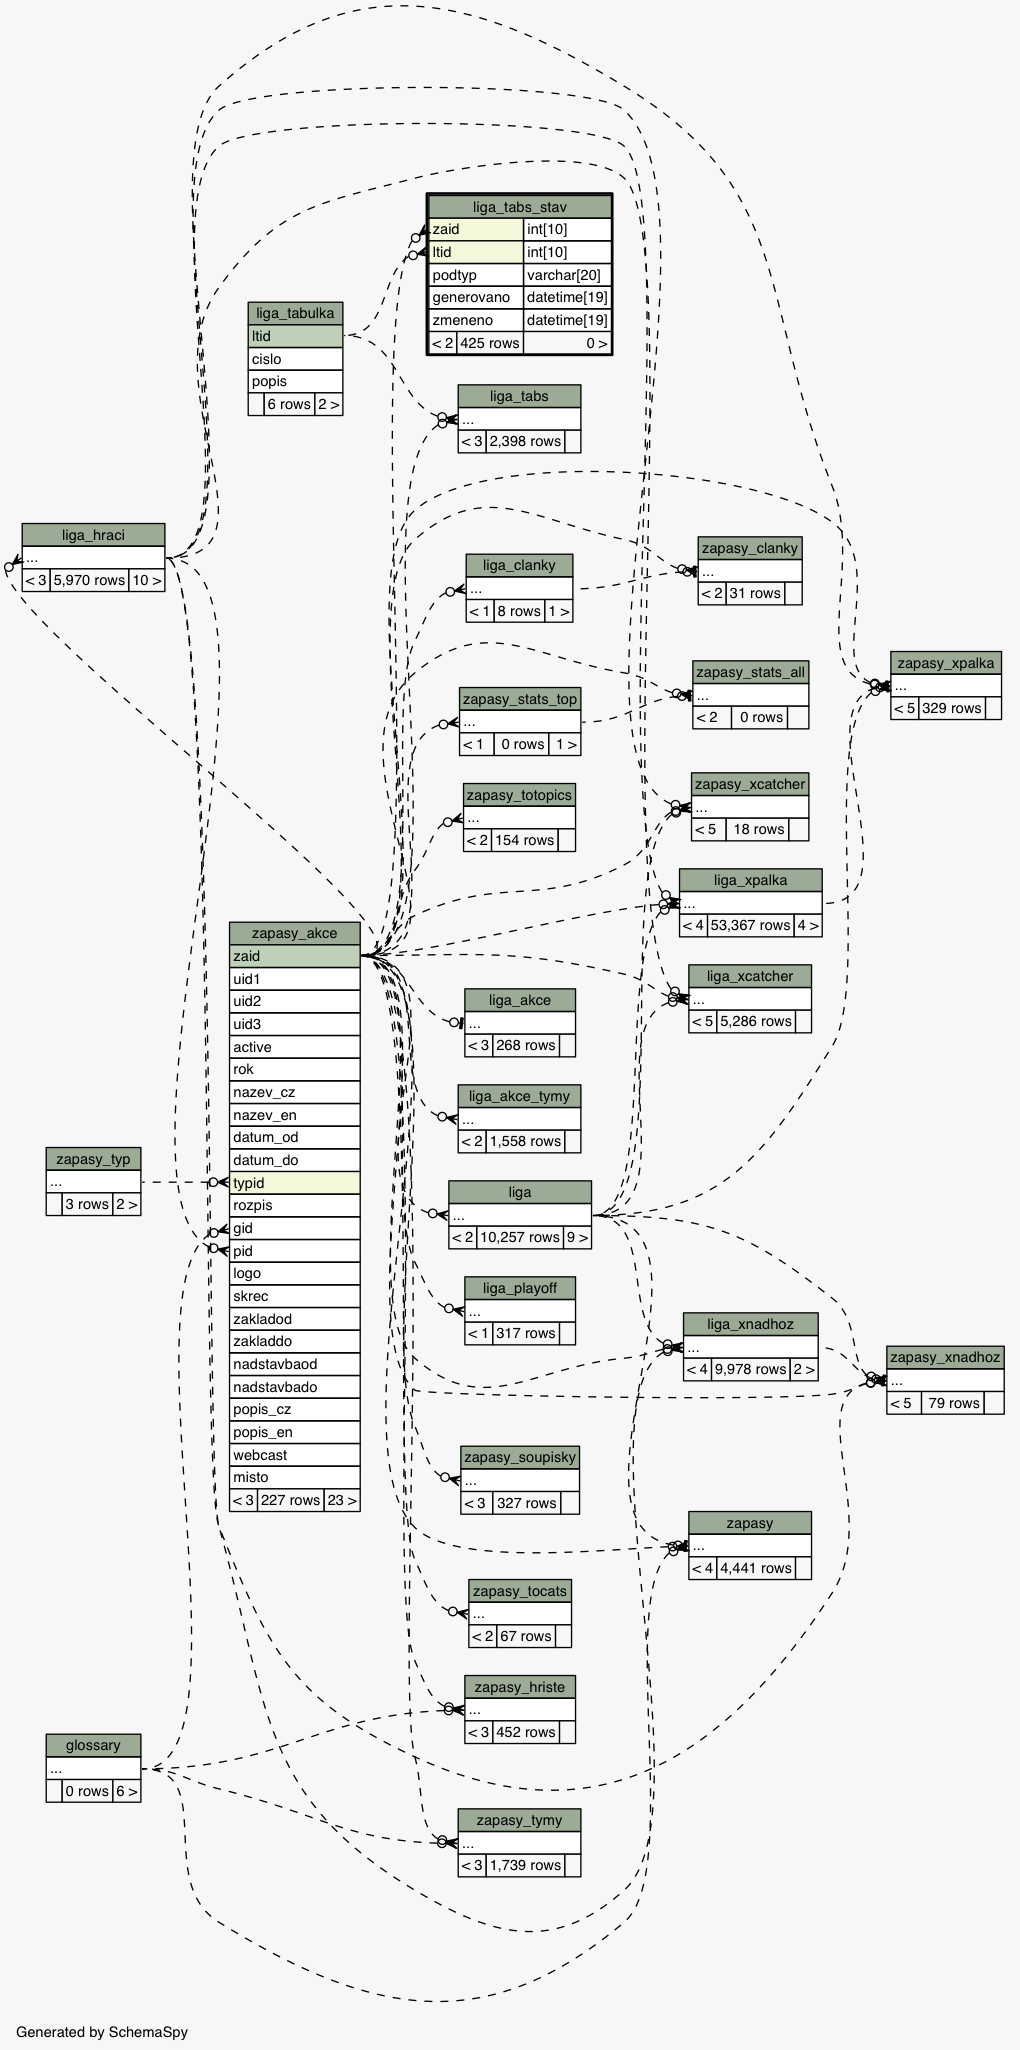 liga_tabs_stav
zaid int[10]
ltid int[10]
podtyp varchar[20]
generovano datetime[19]
zmeneno datetime[19]
< 2 425 rows 0 >
liga_tabulka
ltid
cislo
popis
6 rows 2 >
liga_tabs
...
< 3 2,398 rows
liga_hraci
...
< 3 5,970 rows 10 >
liga_clanky
...
< 1 8 rows 1 >
zapasy_clanky
...
< 2 31 rows
zapasy_xpalka
...
< 5 329 rows
zapasy_stats_all
...
< 2 0 rows
zapasy_stats_top
...
< 1 0 rows 1 >
zapasy_xcatcher
...
< 5 18 rows
zapasy_totopics
...
< 2 154 rows
liga_xpalka
...
< 4 53,367 rows 4 >
zapasy_akce
zaid
uid1
uid2
uid3
active
rok
nazev_cz
nazev_en
datum_od
datum_do
typid
rozpis
gid
pid
logo
skrec
zakladod
zakladdo
nadstavbaod
nadstavbado
popis_cz
popis_en
webcast
misto
< 3 227 rows 23 >
liga_xcatcher
...
< 5 5,286 rows
liga_akce
...
< 3 268 rows
liga_akce_tymy
...
< 2 1,558 rows
zapasy_typ
...
3 rows 2 >
liga
...
< 2 10,257 rows 9 >
liga_playoff
...
< 1 317 rows
liga_xnadhoz
...
< 4 9,978 rows 2 >
zapasy_xnadhoz
...
< 5 79 rows
zapasy_soupisky
...
< 3 327 rows
zapasy
...
< 4 4,441 rows
zapasy_tocats
...
< 2 67 rows
zapasy_hriste
...
< 3 452 rows
glossary
...
0 rows 6 >
zapasy_tymy
...
< 3 1,739 rows
Generated by SchemaSpy